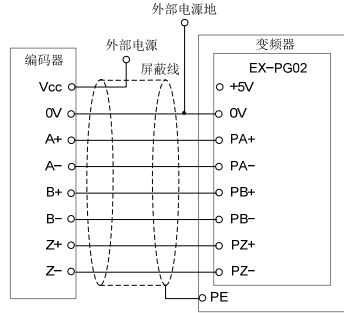 外部电源地
外部电源
变频器
编码器
屏蔽线
EX-PG02
Vcc
+5V
0V
0V
A+
PA+
A-
PA-
B+
PB+
B-
PB-
Z+
PZ+
Z-
PZ-
PE